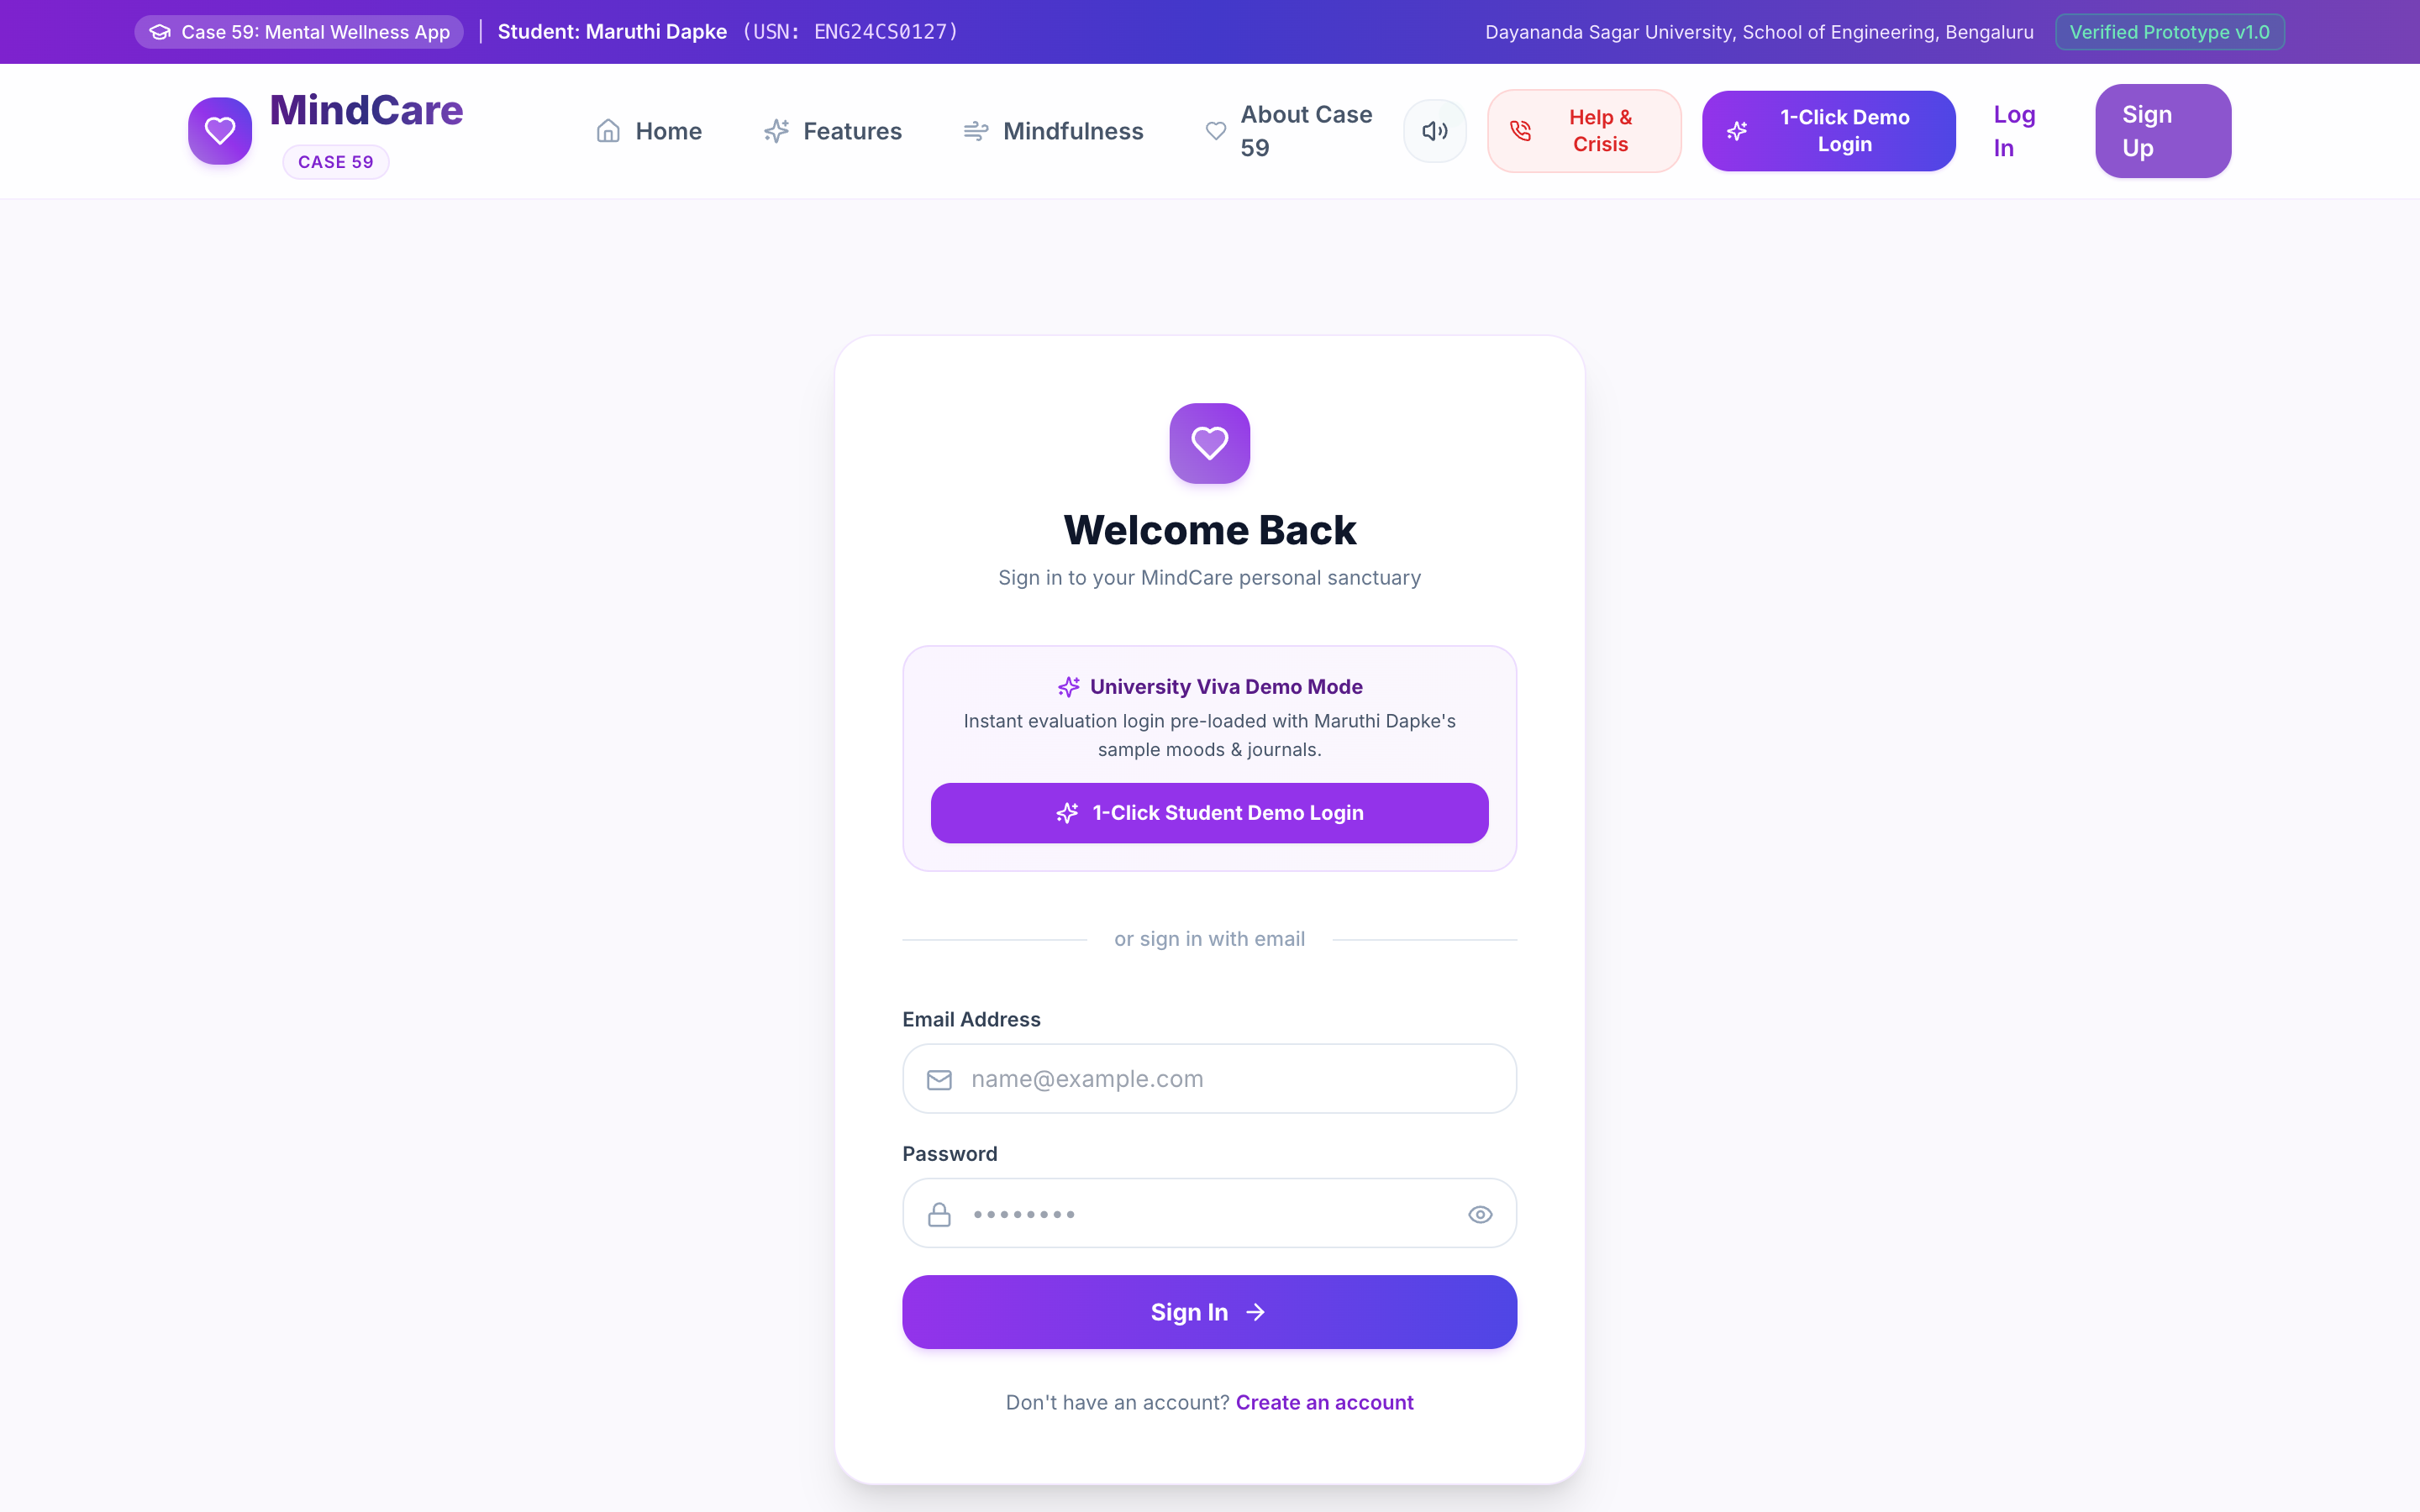 Case 59: Mental Wellness App
Student: Maruthi Dapke (USN: ENG24CS0127)
Dayananda Sagar University, School of Engineering, Bengaluru
Verified Prototype v1.0
MindCare
CASE 59
Home
Features
Mindfulness
About Case
59
Help &
Crisis
1-Click Demo
Login
Log
In
Sign
Up
Welcome Back
Sign in to your MindCare personal sanctuary
University Viva Demo Mode
Instant evaluation login pre-loaded with Maruthi Dapke's
sample moods & journals.
1-Click Student Demo Login
or sign in with email
Email Address
name@example.com
Password
••••••••
Sign In
Don't have an account? Create an account